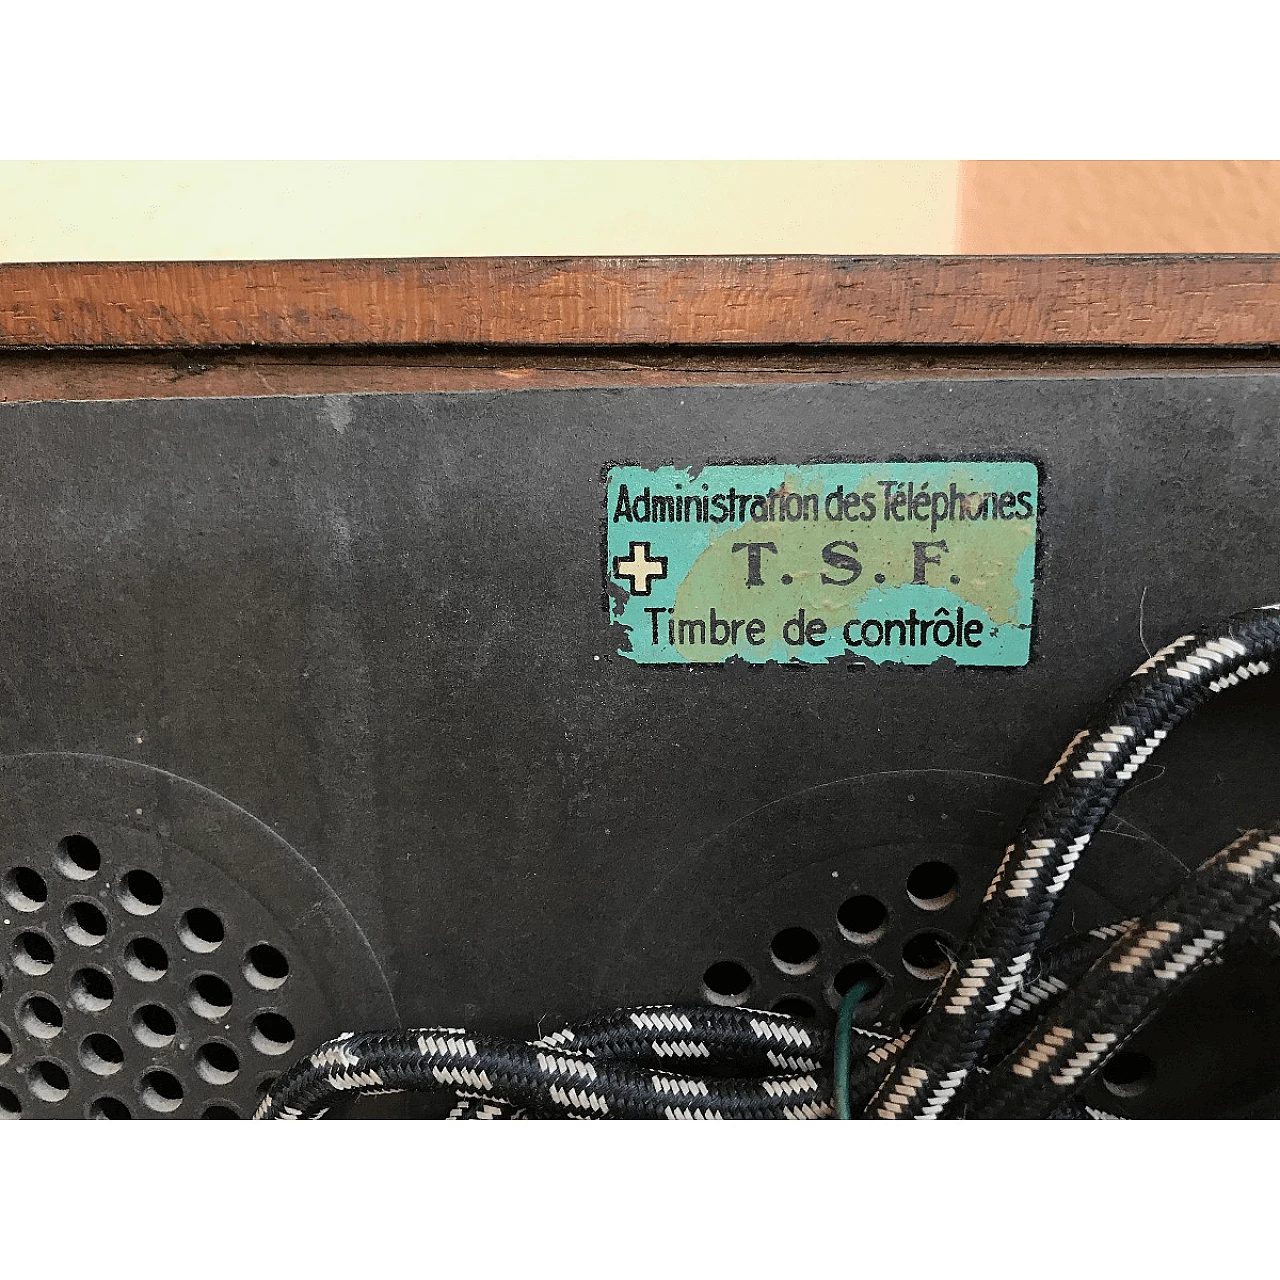 Administration des Téléphones
T. S. F.
Timbre de contrôle